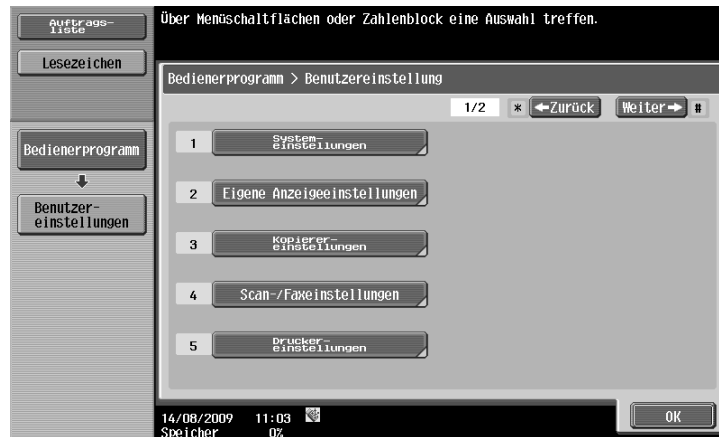 Auftrags-
liste
Lesezeichen
Bedienerprogramm
Benutzer-
einstellungen
Über Menüschaltflächen oder Zahlenblock eine Auswahl treffen.
Bedienerprogramm > Benutzereinstellung
1/2 * ←Zurück Weiter→ #
1 System-
einstellungen
2 Eigene Anzeigeeinstellungen
3 Kopierer-
einstellungen
4 Scan-/Faxeinstellungen
5 Drucker-
einstellungen
14/08/2009 11:03
Speicher 0%
OK